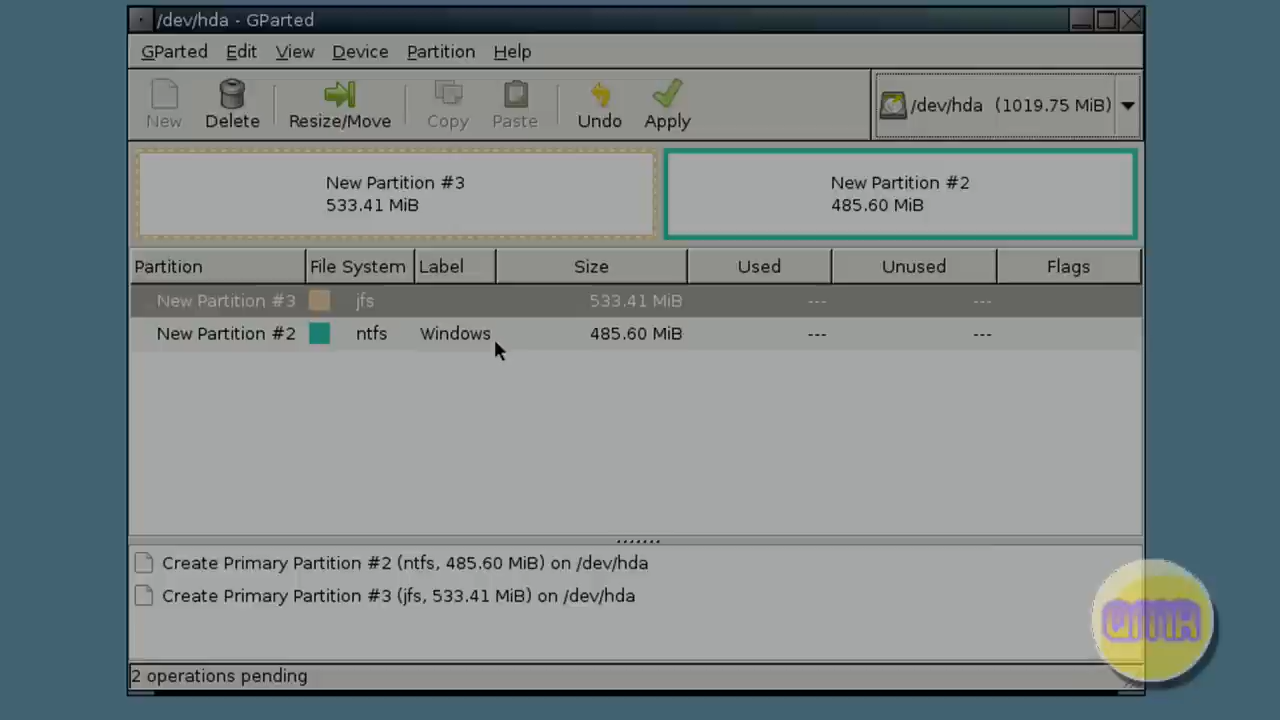 /dev/hda - GParted
GParted Edit View Device Partition Help
New Delete Resize/Move Copy Paste Undo Apply /dev/hda (1019.75 MiB)
New Partition #3
533.41 MiB
New Partition #2
485.60 MiB
Partition File System Label Size Used Unused Flags
New Partition #3 jfs 533.41 MiB --- ---
New Partition #2 ntfs Windows 485.60 MiB --- ---
Create Primary Partition #2 (ntfs, 485.60 MiB) on /dev/hda
Create Primary Partition #3 (jfs, 533.41 MiB) on /dev/hda
2 operations pending